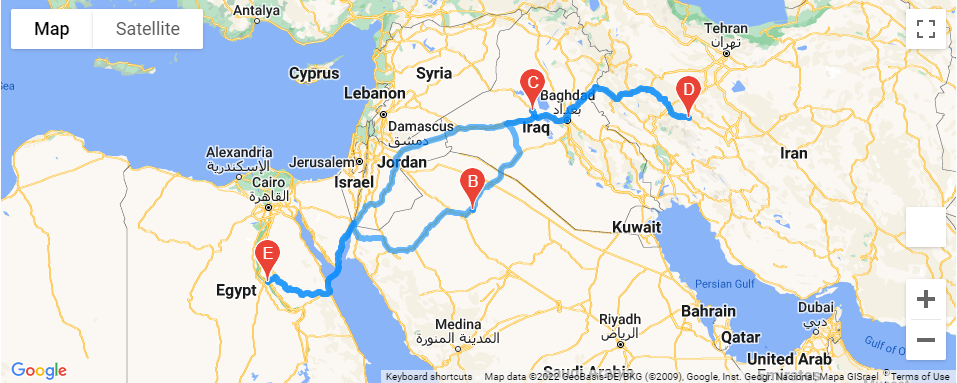 Map
Satellite
Antalya
Tehran
تهران
Cyprus
Syria
Lebanon
C
D
Baghdad
بغداد
Iraq
Damascus
دمشق
Alexandria
الإسكندرية
Jerusalem
Jordan
Iran
Cairo
القاهرة
Israel
B
Kuwait
E
Egypt
Persian Gulf
Bahrain
Dubai
دبي
Medina
المدينة المنورة
Riyadh
الرياض
Qatar
Gulf of
United Arab
Emirates
Saudi Arabia
Google
Keyboard shortcuts
Map data ©2022 GeoBasis-DE/BKG (©2009), Google, Inst. Geogr. Nacional, Mapa GISrael
Terms of Use